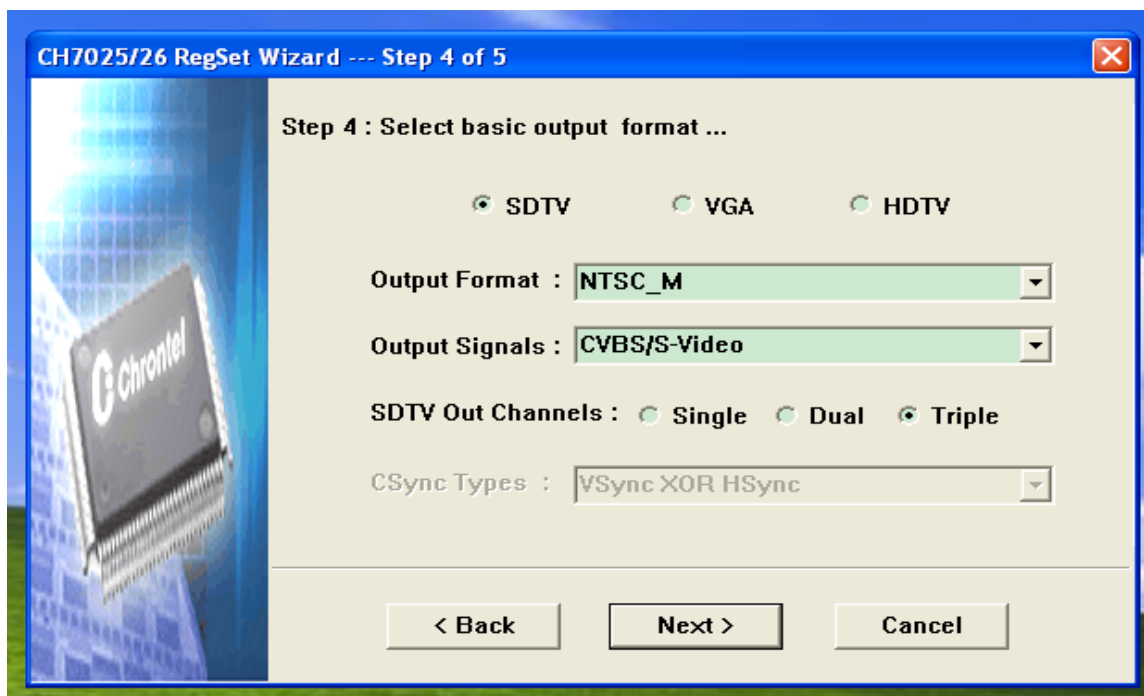 CH7025/26 RegSet Wizard --- Step 4 of 5
Step 4 : Select basic output format ...
SDTV VGA HDTV
Output Format : NTSC_M
Output Signals : CVBS/S-Video
SDTV Out Channels : Single Dual Triple
CSync Types : VSync XOR HSync
Chrontel
< Back Next > Cancel